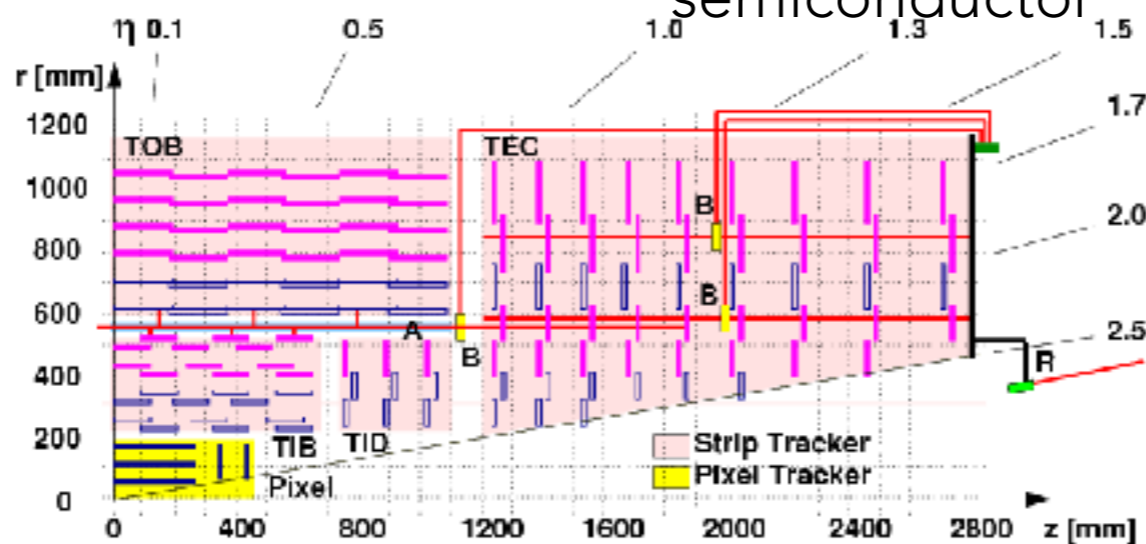 semiconductor
η 0.1 0.5 1.0 1.3 1.5
r [mm]
1.7
1200 TOB TEC
1000
B 2.0
800
B
600
A
B 2.5
R
400
200 TIB TID Strip Tracker
Pixel Tracker
Pixel
0
0 400 800 1200 1600 2000 2400 2800 z [mm]